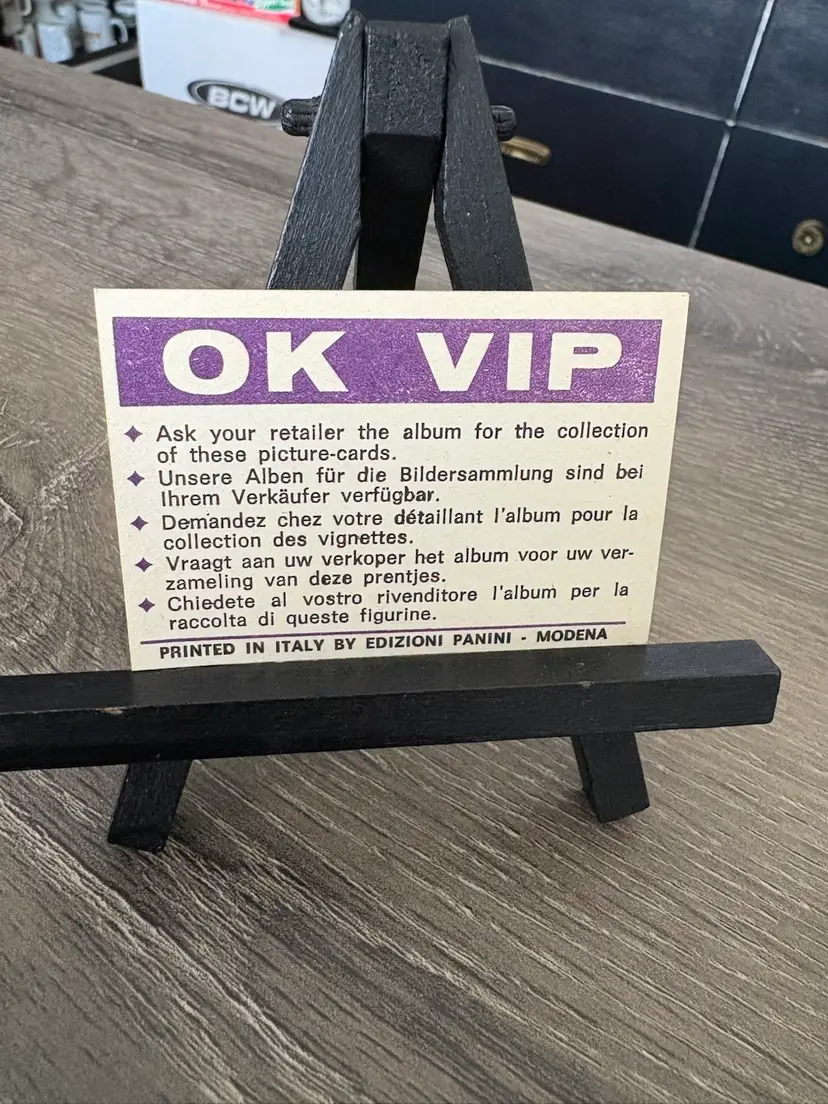 BCW
OK VIP
Ask your retailer the album for the collection
of these picture-cards.
Unsere Alben für die Bildersammlung sind bei
Ihrem Verkäufer verfügbar.
Demandez chez votre détaillant l'album pour la
collection des vignettes.
Vraagt aan uw verkoper het album voor uw ver-
zameling van deze prentjes.
Chiedete al vostro rivenditore l'album per la
raccolta di queste figurine.
PRINTED IN ITALY BY EDIZIONI PANINI - MODENA